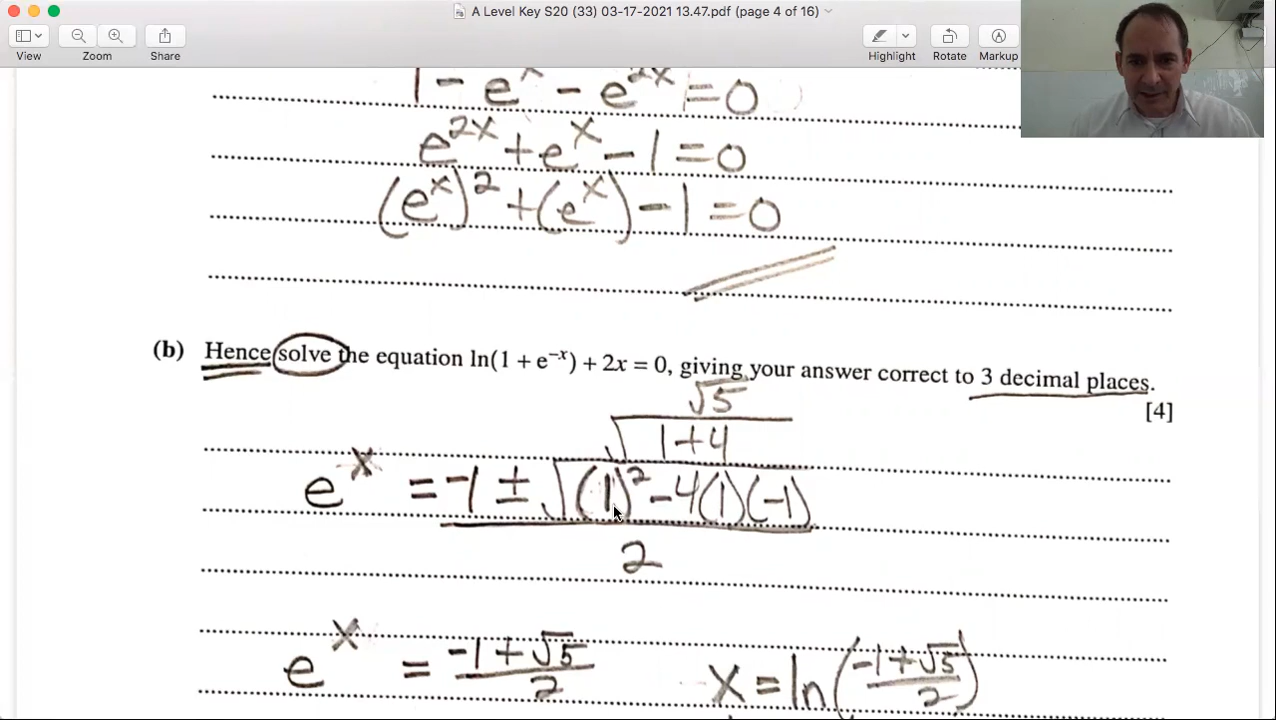 A Level Key S20 (33) 03-17-2021 13.47.pdf (page 4 of 16)
View Zoom Share Highlight Rotate Markup
1 - e^x - e^2x = 0
e^2x + e^x - 1 = 0
(e^x)^2 + (e^x) - 1 = 0
(b) Hence solve the equation ln(1 + e^−x) + 2x = 0, giving your answer correct to 3 decimal places.
[4]
√5
√1+4
e^x = -1 ± √(1)^2 - 4(1)(-1)
2
e^x = -1 + √5 / 2 x = ln(-1 + √5 / 2)